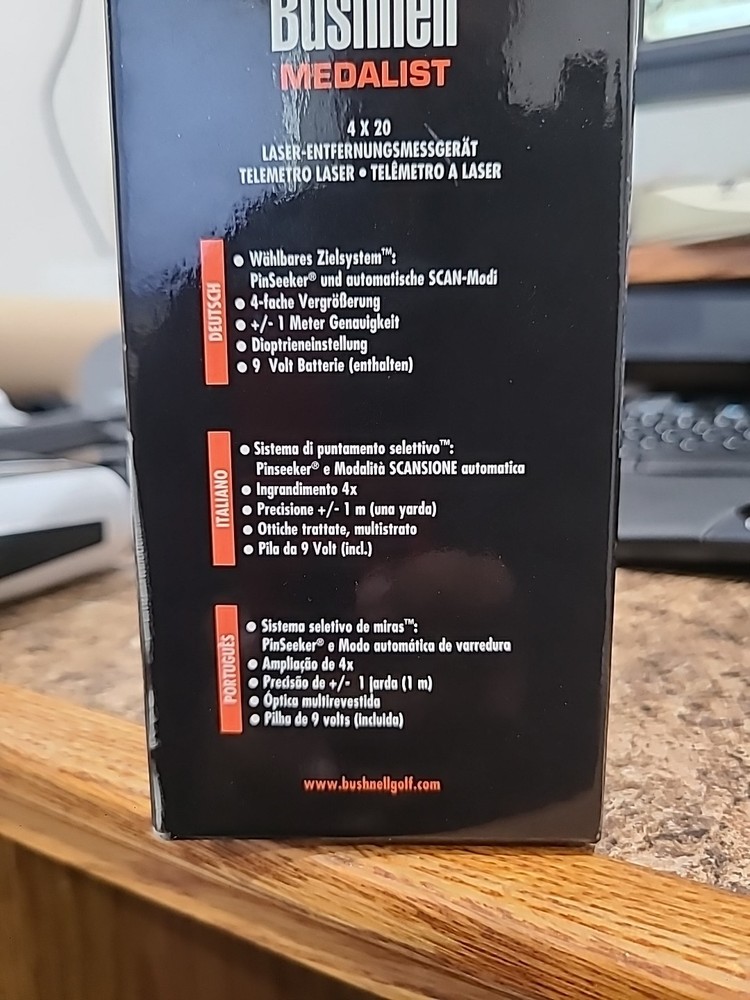 Bushnell
MEDALIST
4 X 20
LASER-ENTFERNUNGSMESSGERÄT
TELEMETRO LASER • TELÊMETRO A LASER
DEUTSCH
• Wählbares Zielsystem™:
PinSeeker® und automatische SCAN-Modi
• 4-fache Vergrößerung
• +/- 1 Meter Genauigkeit
• Dioptrieneinstellung
• 9 Volt Batterie (enthalten)
ITALIANO
• Sistema di puntamento selettivo™:
Pinseeker® e Modalità SCANSIONE automatica
• Ingrandimento 4x
• Precisione +/- 1 m (una yarda)
• Ottiche trattate, multistrato
• Pila da 9 Volt (incl.)
PORTUGUÊS
• Sistema seletivo de miras™:
PinSeeker® e Modo automática de varredura
• Ampliação de 4x
• Precisão de +/- 1 jarda (1 m)
• Óptica multirevestida
• Pilha de 9 volts (incluida)
www.bushnellgolf.com